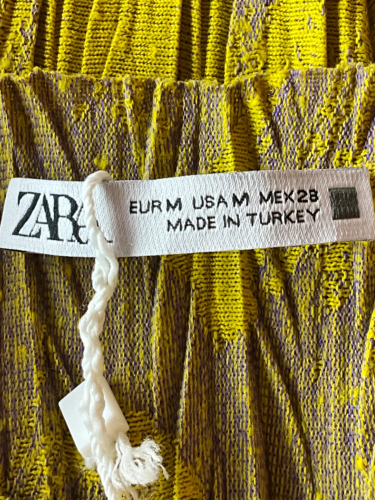 ZARA
EUR M USA M MEX 28
MADE IN TURKEY